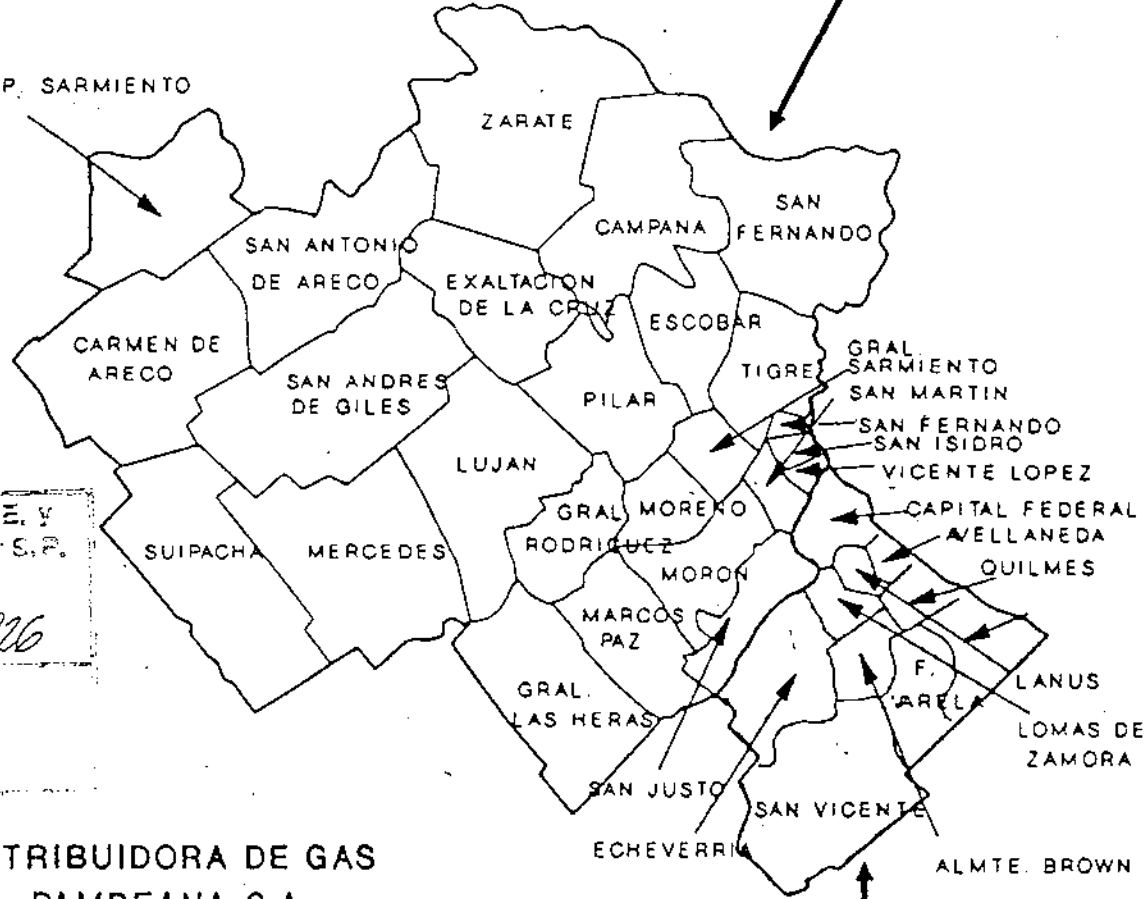 P. SARMIENTO
ZARATE
SAN
FERNANDO
CAMPANA
SAN ANTONIO
DE ARECO
EXALTACION
DE LA CRUZ
ESCOBAR
CARMEN DE
ARECO
SAN ANDRES
DE GILES
PILAR
TIGRE
GRAL.
SARMIENTO
SAN MARTIN
SAN FERNANDO
SAN ISIDRO
VICENTE LOPEZ
LUJAN
CAPITAL FEDERAL
AVELLANEDA
QUILMES
GRAL
RODRIGUEZ
MORENO
E. y
S.P.
SUIPACHA
MERCEDES
MORON
MARCOS
PAZ
26
F.
ARELA
LANUS
LOMAS DE
ZAMORA
GRAL.
LAS HERAS
SAN JUSTO
SAN VICENTE
ECHEVERRIA
ALMTE. BROWN
TRIBUIDORA DE GAS
PAMPEANA S.A.